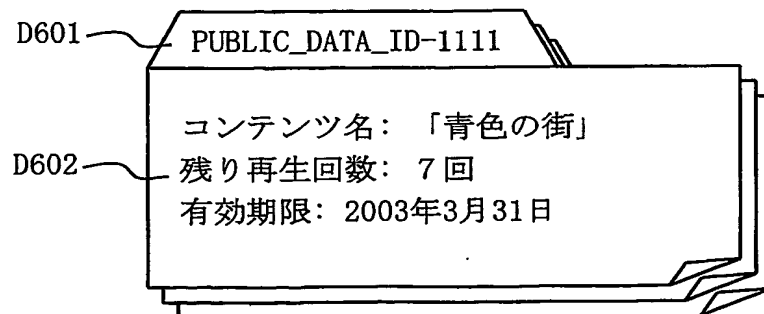 D601
PUBLIC_DATA_ID-1111
コンテンツ名: 「青色の街」
D602
残り再生回数: 7回
有効期限: 2003年3月31日